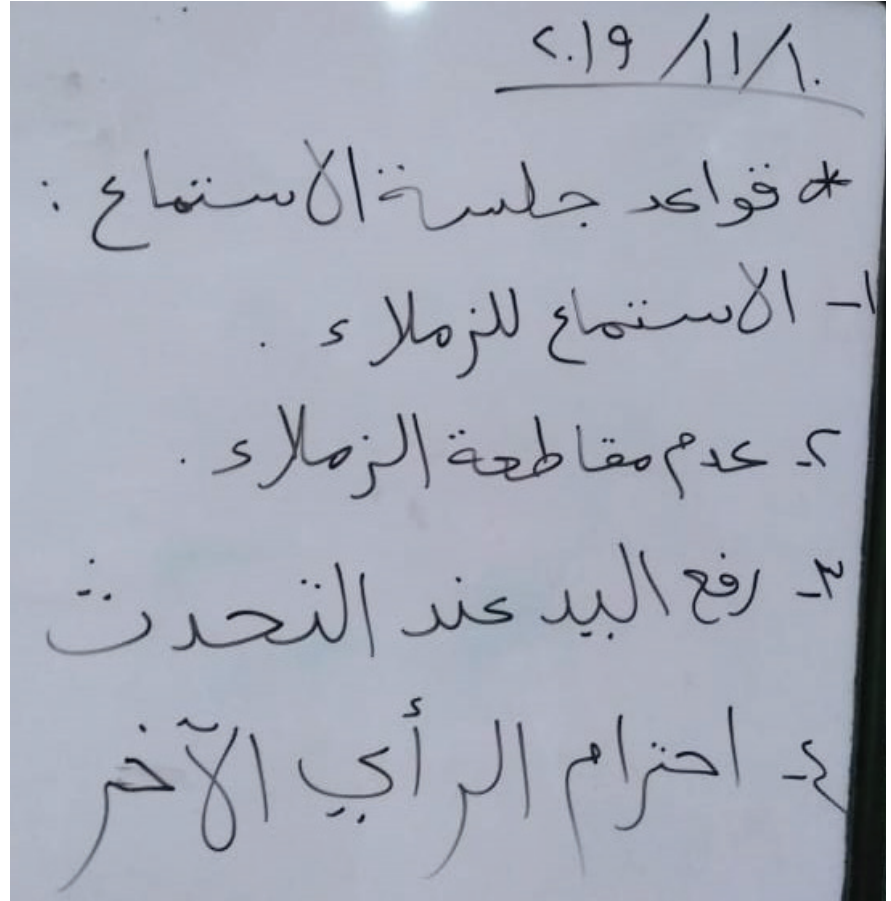 ٢٠١٩ /١١/١٠
* قواعد جلسة الاستماع :
١- الاستماع للزملاء .
٢- عدم مقاطعة الزملاء .
٣- رفع اليد عند التحدث
٤- احترام الرأي الآخر